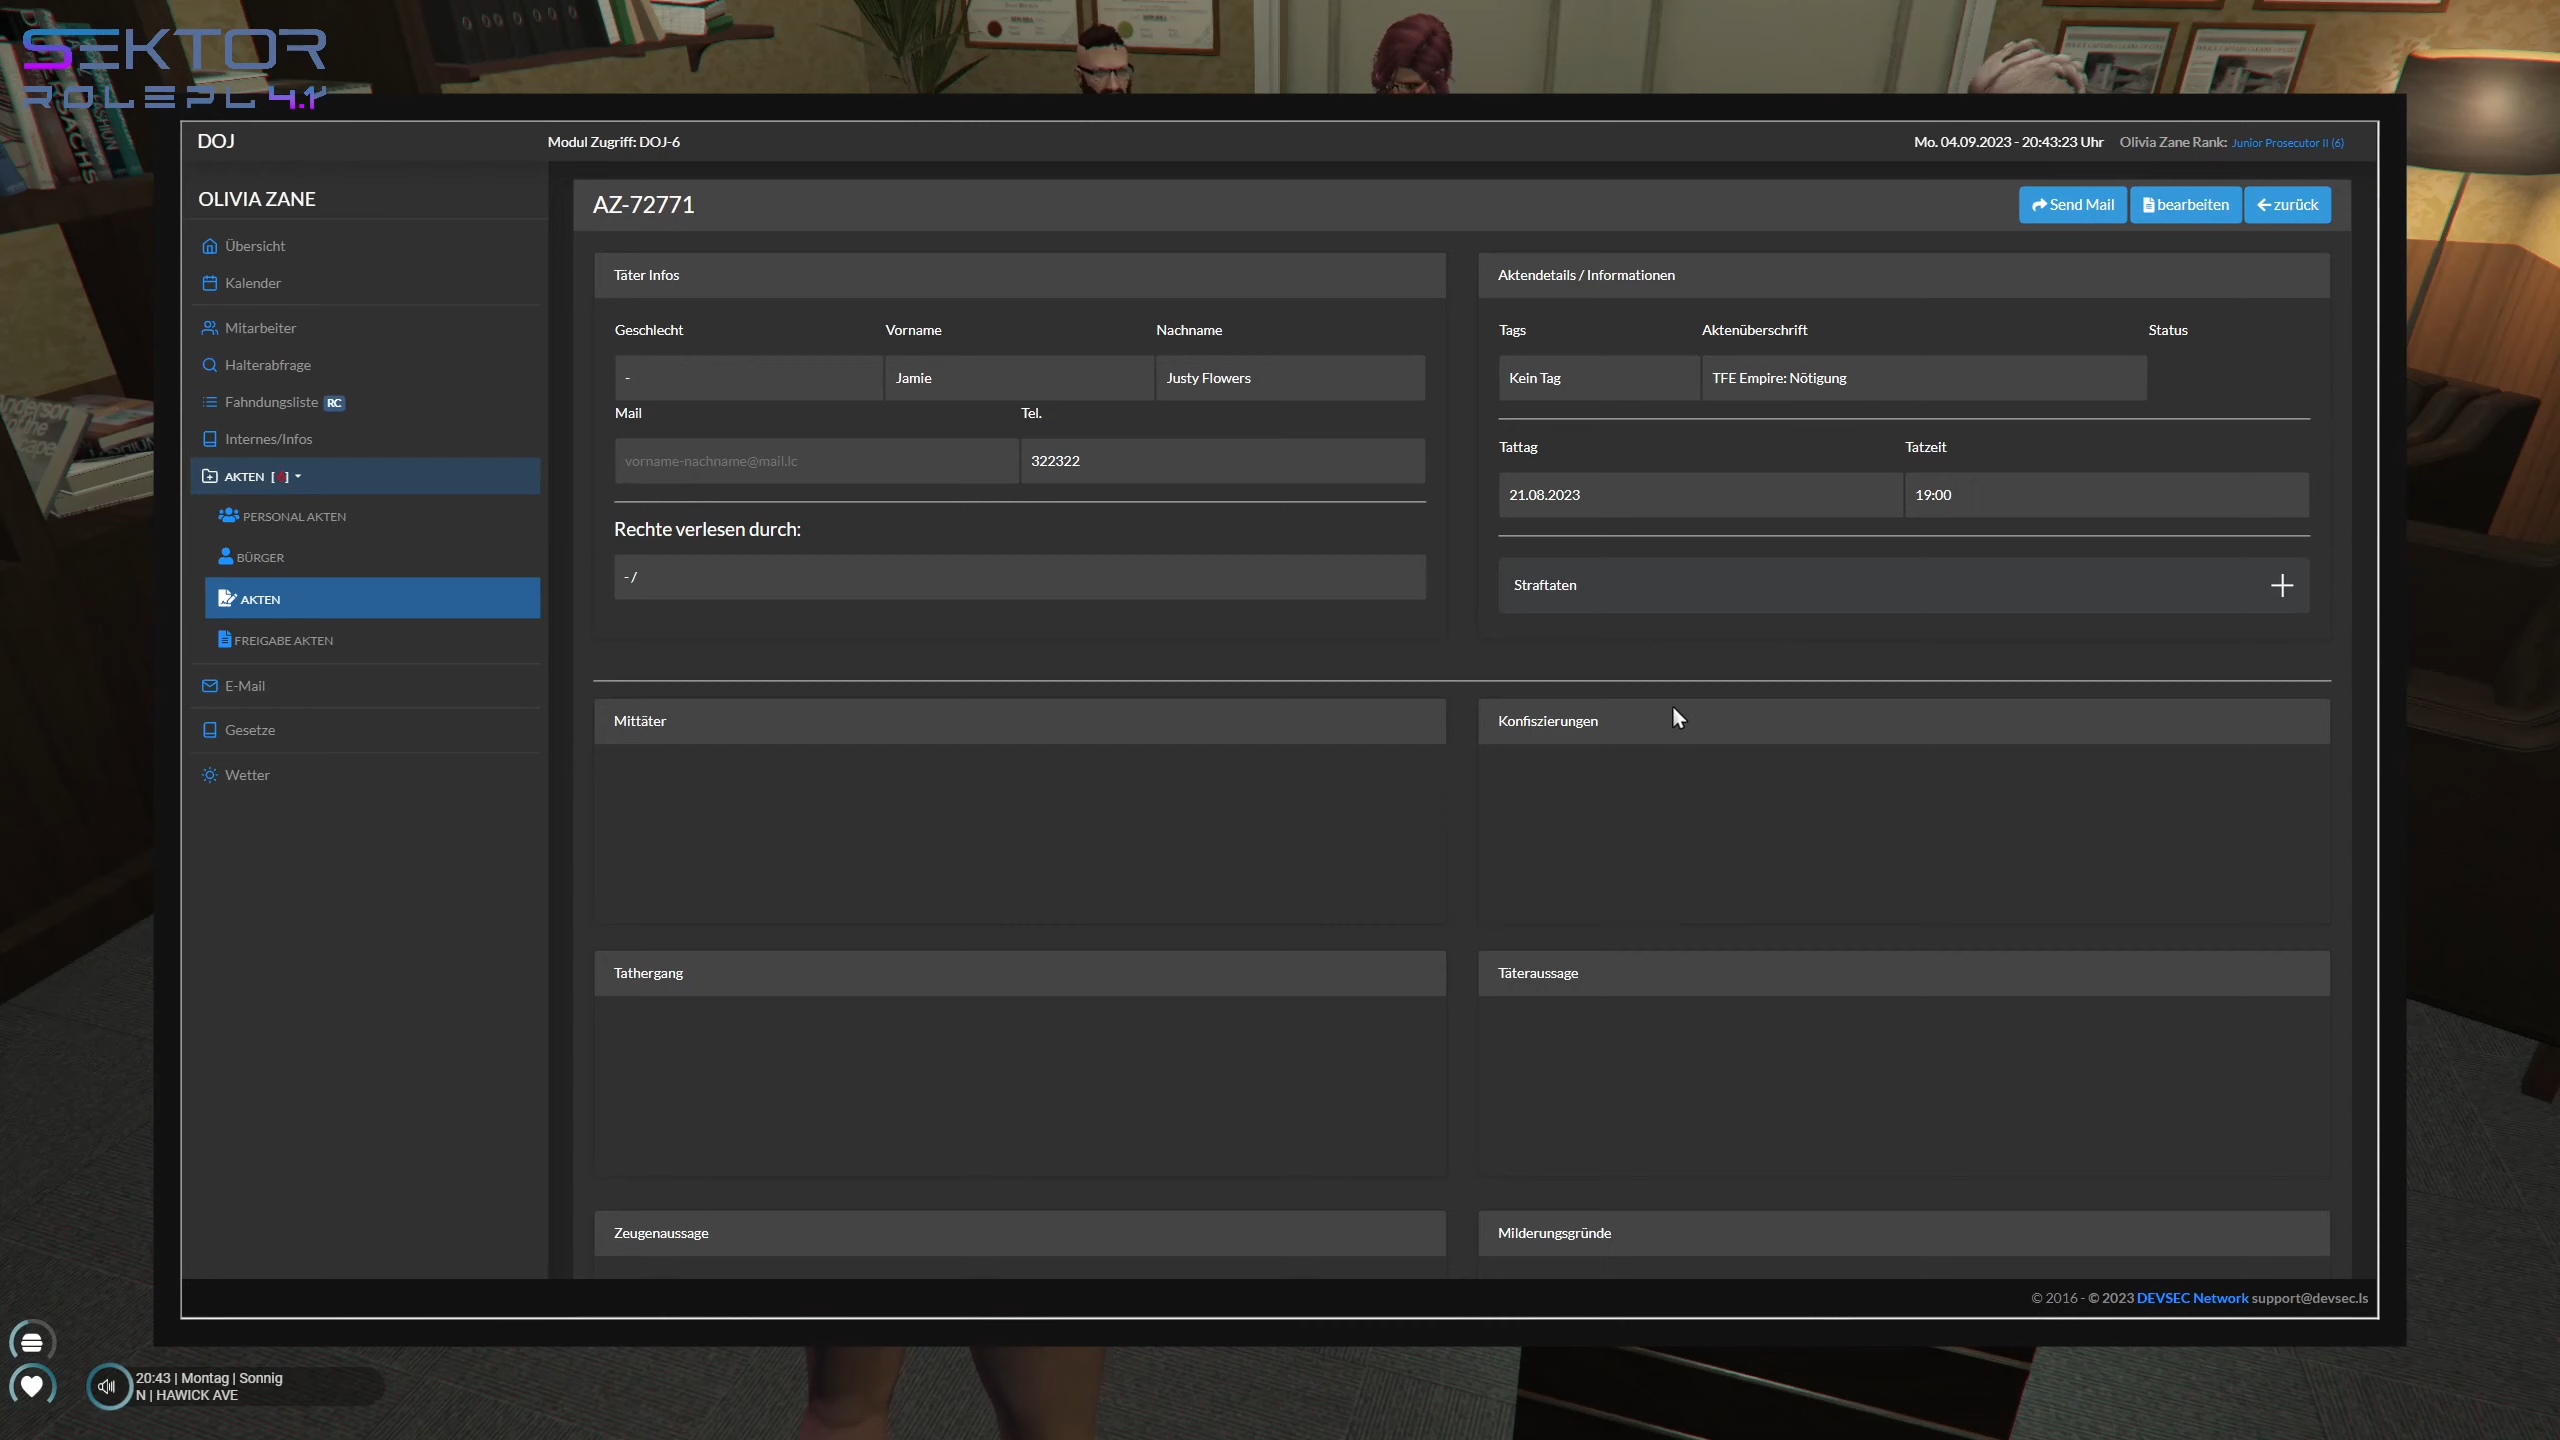 SEKTOR
ROLEPL4.Y
DOJ
Modul Zugriff: DOJ-6
Mo. 04.09.2023 - 20:43:23 Uhr
Olivia Zane Rank: Junior Prosecutor II (6)
OLIVIA ZANE
Übersicht
Kalender
Mitarbeiter
Halterabfrage
Fahndungsliste RC
Internes/Infos
AKTEN
PERSONAL AKTEN
BÜRGER
AKTEN
FREIGABE AKTEN
E-Mail
Gesetze
Wetter
AZ-72771
Send Mail
bearbeiten
zurück
Täter Infos
Geschlecht Vorname Nachname
- Jamie Justy Flowers
Mail Tel.
vorname-nachname@mail.lc 322322
Rechte verlesen durch:
- /
Aktendetails / Informationen
Tags Aktenüberschrift Status
Kein Tag TFE Empire: Nötigung
Tattag Tatzeit
21.08.2023 19:00
Straftaten
Mittäter
Konfiszierungen
Tathergang
Täteraussage
Zeugenaussage
Milderungsgründe
© 2016 - © 2023 DEVSEC Network support@devsec.ls
20:43 | Montag | Sonnig
N | HAWICK AVE